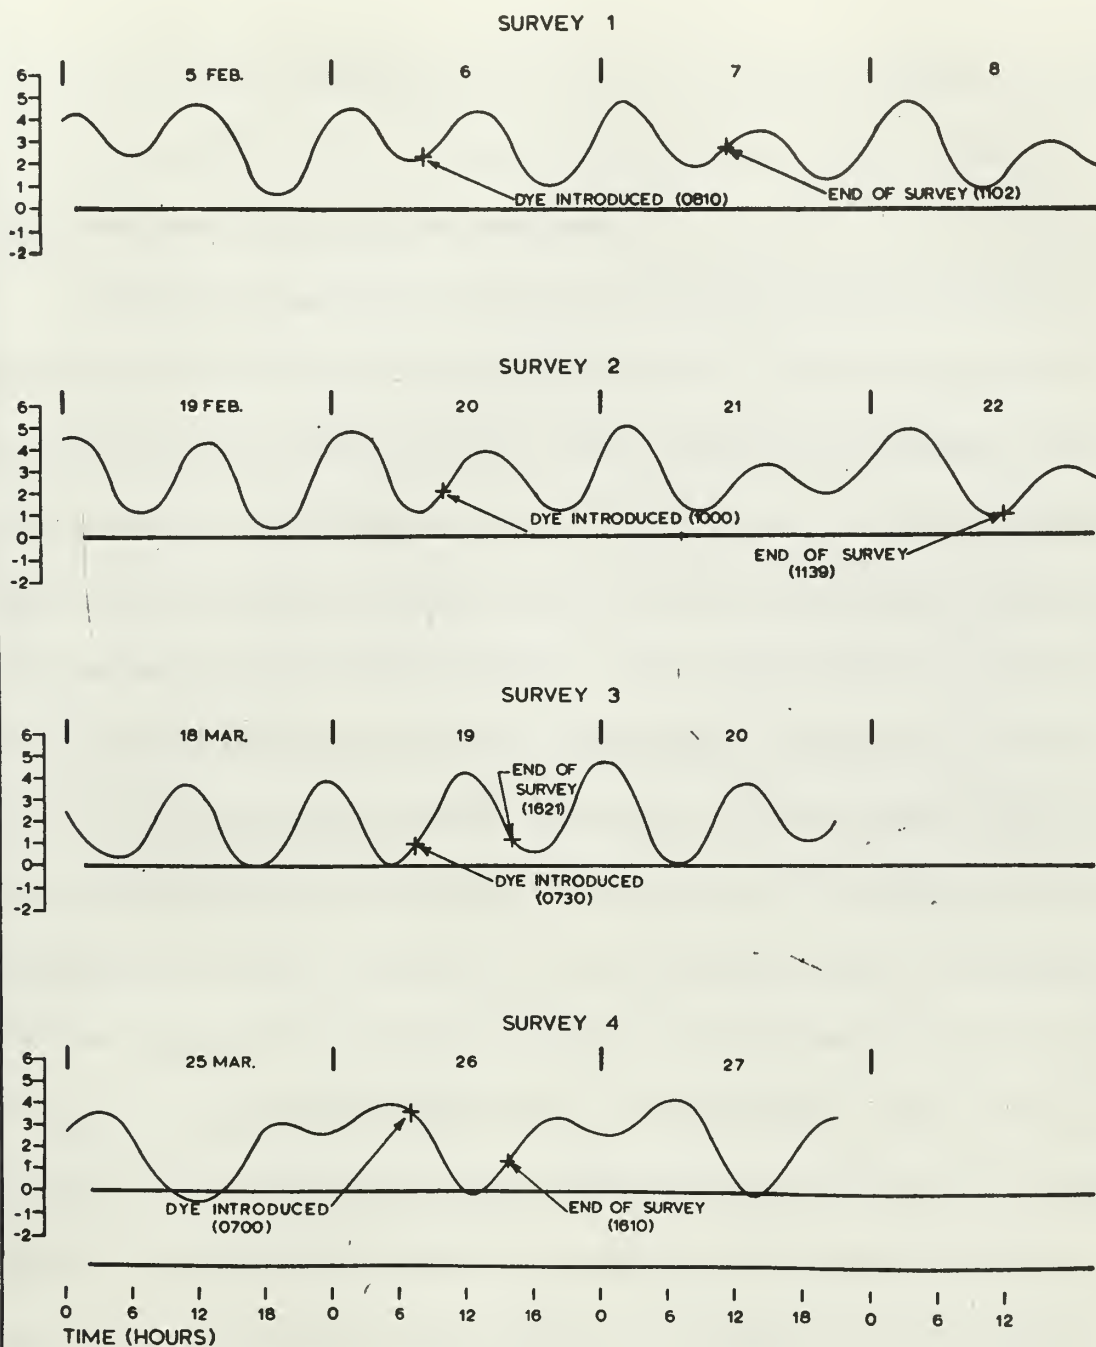 SURVEY 1
5 FEB. 6 7 8
6
5
4
3
2
1
0
-1
-2
DYE INTRODUCED (0810)
END OF SURVEY (1102)
SURVEY 2
19 FEB. 20 21 22
6
5
4
3
2
1
0
-1
-2
DYE INTRODUCED (1000)
END OF SURVEY
(1139)
SURVEY 3
18 MAR. 19 20
6
5
4
3
2
1
0
-1
-2
END OF
SURVEY
(1621)
DYE INTRODUCED
(0730)
SURVEY 4
25 MAR. 26 27
6
5
4
3
2
1
0
-1
-2
DYE INTRODUCED
(0700)
END OF SURVEY
(1610)
0 6 12 18 0 6 12 16 0 6 12 18 0 6 12
TIME (HOURS)